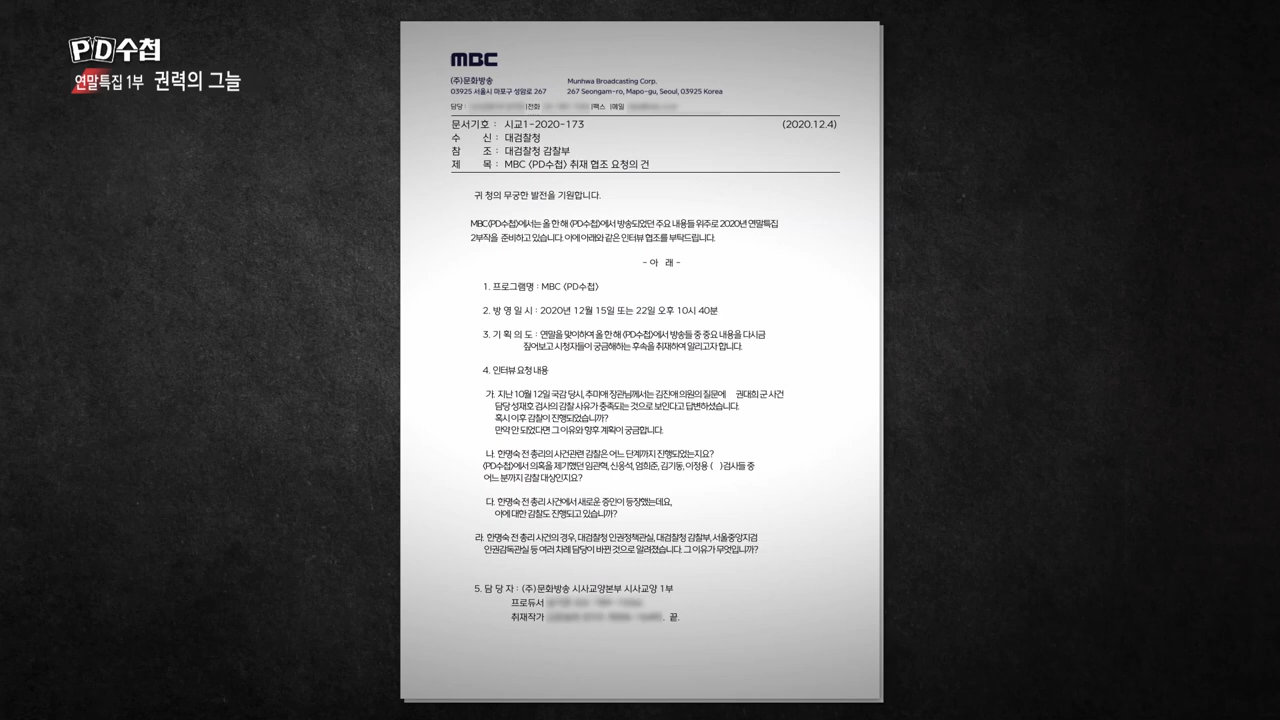 PD수첩
연말특집 1부 권력의 그늘
MBC
(주)문화방송 Munhwa Broadcasting Corp.
03925 서울시 마포구 성암로 267 267 Seongam-ro, Mapo-gu, Seoul, 03925 Korea
담당 : |전화 |팩스 |메일
문서기호 : 시교1-2020-173 (2020.12.4)
수 신 : 대검찰청
참 조 : 대검찰청 감찰부
제 목 : MBC <PD수첩> 취재 협조 요청의 건
귀 청의 무궁한 발전을 기원합니다.
MBC<PD수첩>에서는 올 한 해 <PD수첩>에서 방송되었던 주요 내용들 위주로 2020년 연말특집
2부작을 준비하고 있습니다. 이에 아래와 같은 인터뷰 협조를 부탁드립니다.
- 아 래 -
1. 프로그램명 : MBC <PD수첩>
2. 방 영 일 시 : 2020년 12월 15일 또는 22일 오후 10시 40분
3. 기 획 의 도 : 연말을 맞이하여 올 한 해 <PD수첩>에서 방송들 중 중요 내용을 다시금
짚어보고 시청자들이 궁금해하는 후속을 취재하여 알리고자 합니다.
4. 인터뷰 요청 내용
가. 지난 10월 12일 국감 당시, 추미애 장관님께서는 김진애 의원의 질문에 권대희 군 사건
담당 성재호 검사의 감찰 사유가 충족되는 것으로 보인다고 답변하셨습니다.
혹시 이후 감찰이 진행되었습니까?
만약 안 되었다면 그 이유와 향후 계획이 궁금합니다.
나. 한명숙 전 총리의 사건관련 감찰은 어느 단계까지 진행되었는지요?
<PD수첩>에서 의혹을 제기했던 임관혁, 신응석, 엄희준, 김기동, 이정용 ( )검사들 중
어느 분까지 감찰 대상인지요?
다. 한명숙 전 총리 사건에서 새로운 증인이 등장했는데요,
이에 대한 감찰도 진행되고 있습니까?
라. 한명숙 전 총리 사건의 경우, 대검찰청 인권정책관실, 대검찰청 감찰부, 서울중앙지검
인권감독관실 등 여러 차례 담당이 바뀐 것으로 알려졌습니다. 그 이유가 무엇입니까?
5. 담 당 자 : (주)문화방송 시사교양본부 시사교양 1부
프로듀서
취재작가 . 끝.